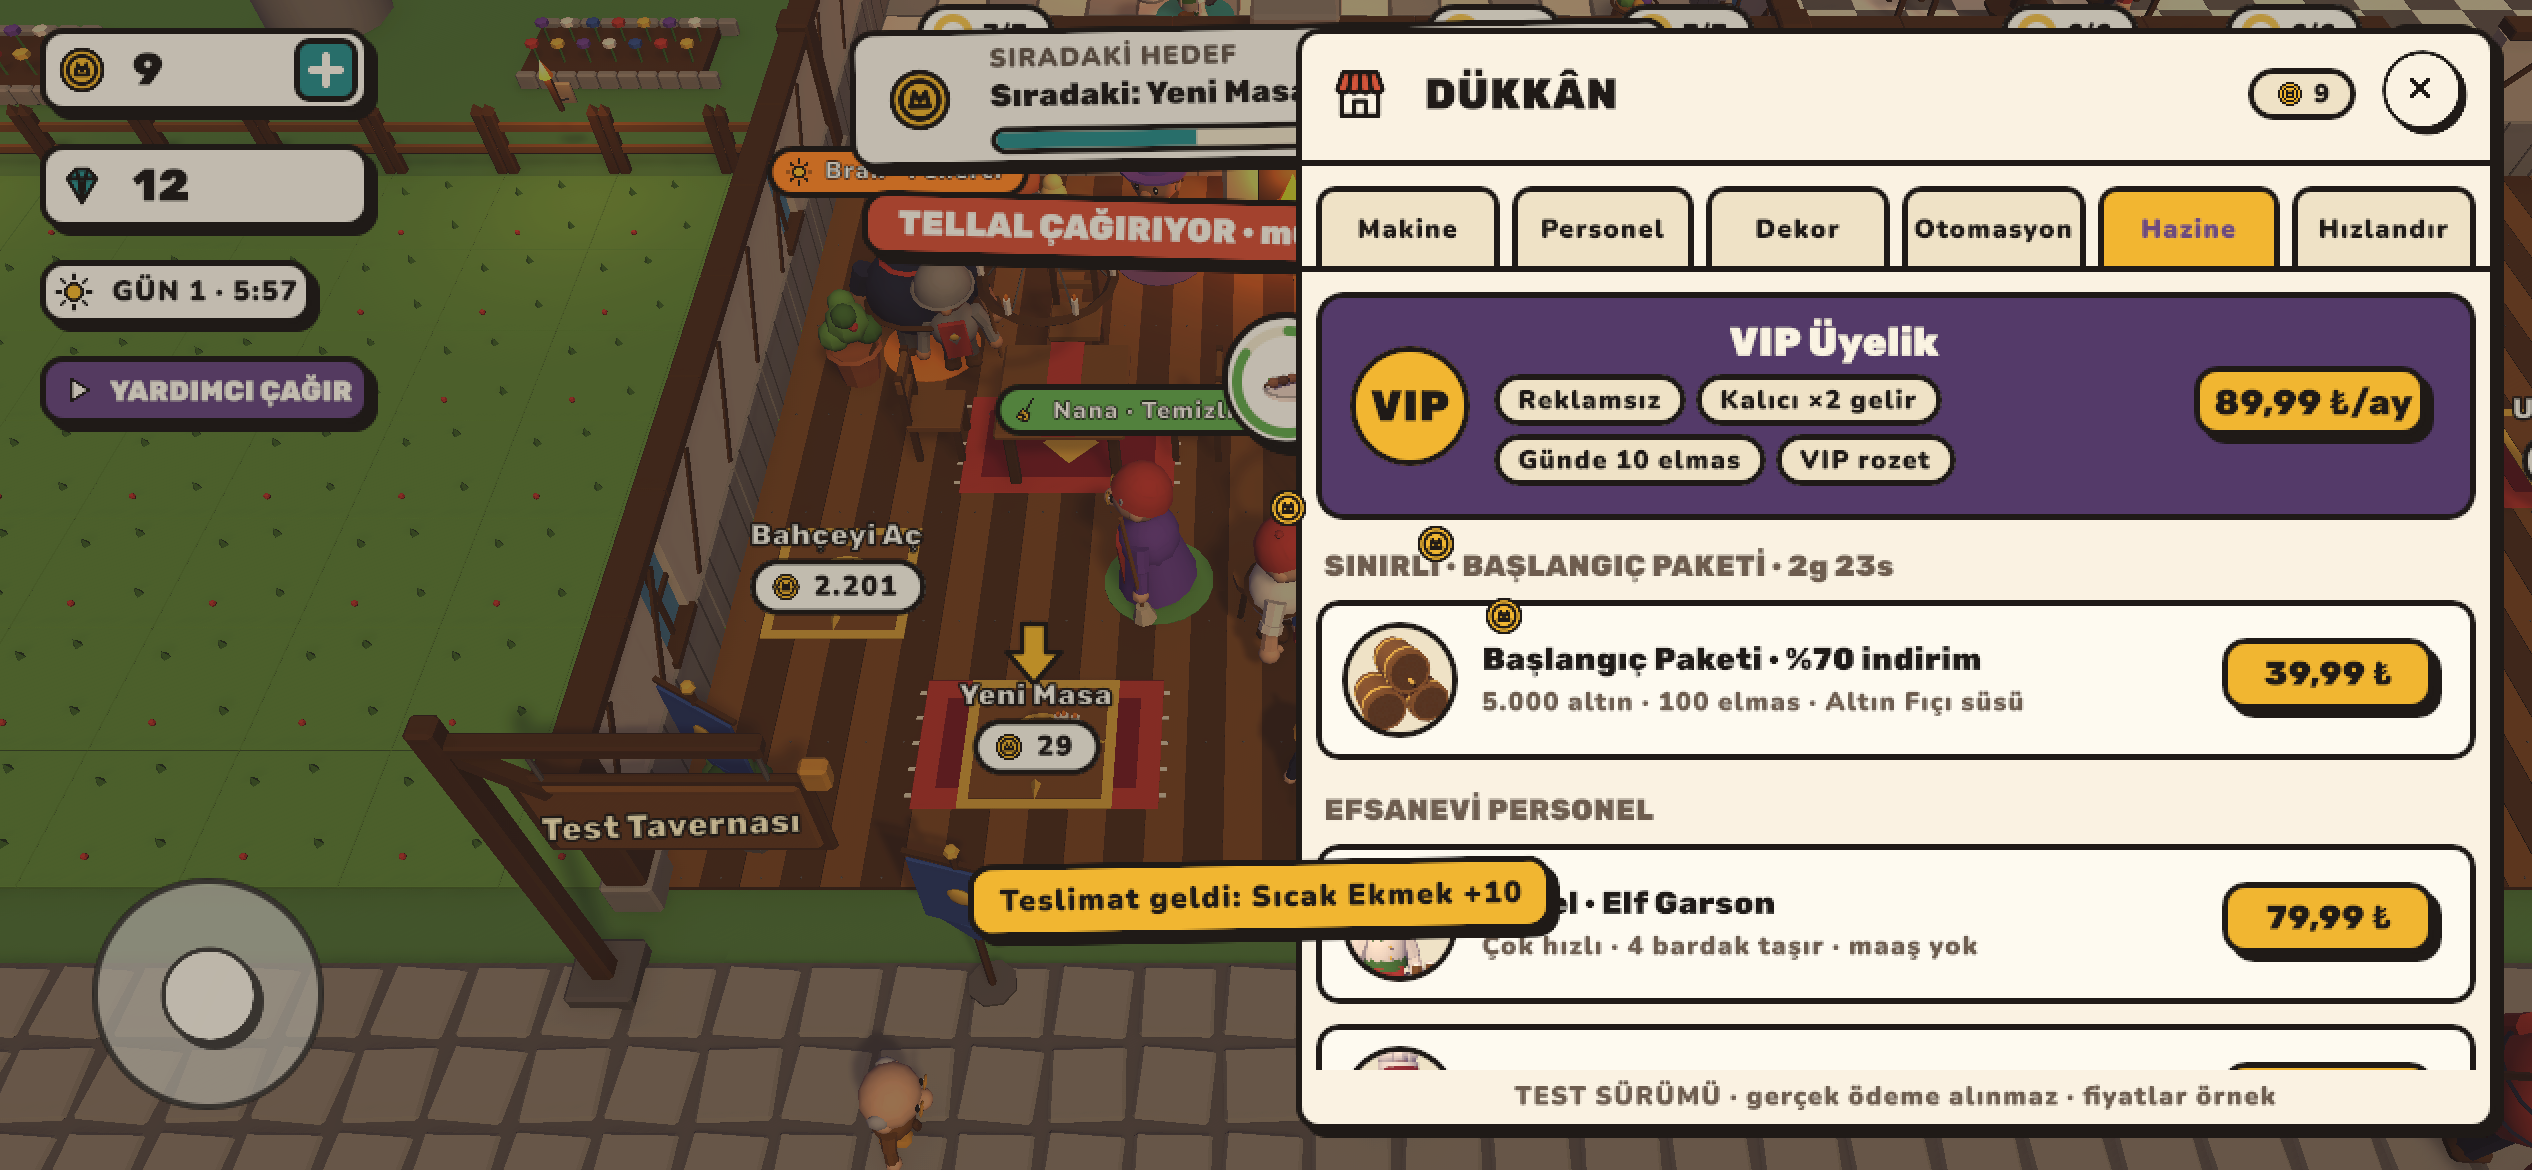 9
12
GÜN 1 · 5:57
YARDIMCI ÇAĞIR
SIRADAKİ HEDEF
Sıradaki: Yeni Masa
TELLAL ÇAĞIRIYOR •
Nana · Temizl
Bahçeyi Aç
2.201
Yeni Masa
29
Test Tavernası
Teslimat geldi: Sıcak Ekmek +10
DÜKKÂN
9
Makine
Personel
Dekor
Otomasyon
Hazine
Hızlandır
VIP
VIP Üyelik
Reklamsız
Kalıcı ×2 gelir
Günde 10 elmas
VIP rozet
89,99 ₺/ay
SINIRLI • BAŞLANGIÇ PAKETİ • 2g 23s
Başlangıç Paketi • %70 indirim
5.000 altın · 100 elmas · Altın Fıçı süsü
39,99 ₺
EFSANEVİ PERSONEL
• Elf Garson
Çok hızlı · 4 bardak taşır · maaş yok
79,99 ₺
TEST SÜRÜMÜ · gerçek ödeme alınmaz · fiyatlar örnek